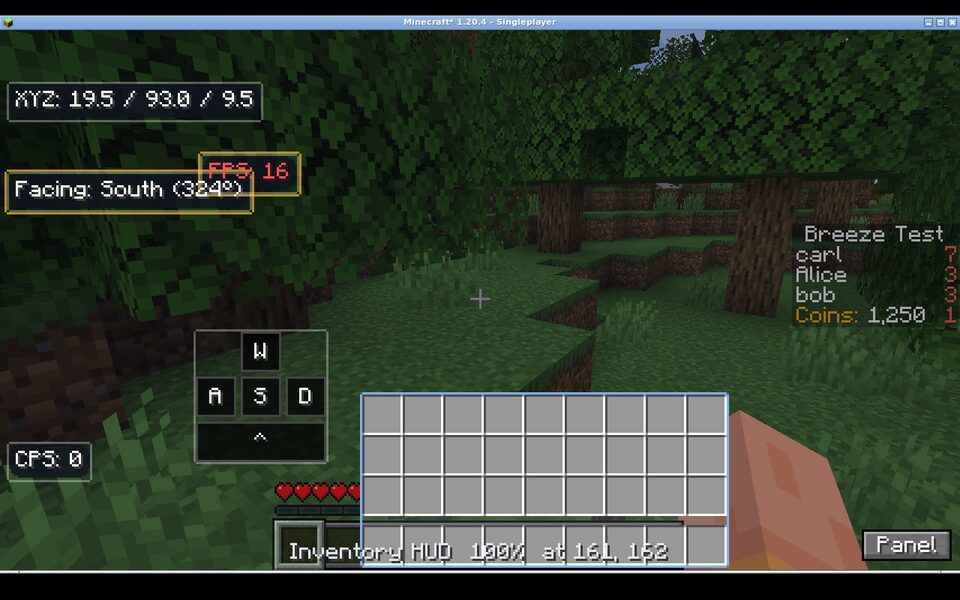 Minecraft* 1.20.4 - Singleplayer
XYZ: 19.5 / 93.0 / 9.5
FPS: 16
Facing: South (324º)
Breeze Test
carl 7
Alice 3
bob 3
Coins: 1,250 1
W
A S D
^
CPS: 0
Inventory HUD 100% at 161, 162
Panel